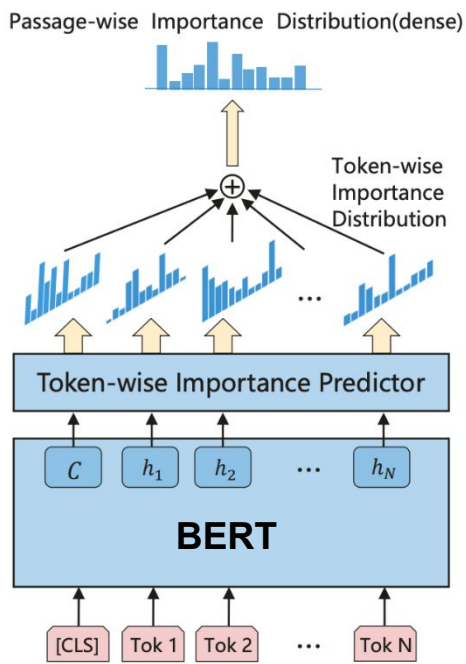 Passage-wise Importance Distribution(dense)
Token-wise
Importance
Distribution
...
Token-wise Importance Predictor
C h1 h2 ... hN
BERT
[CLS] Tok 1 Tok 2 ... Tok N